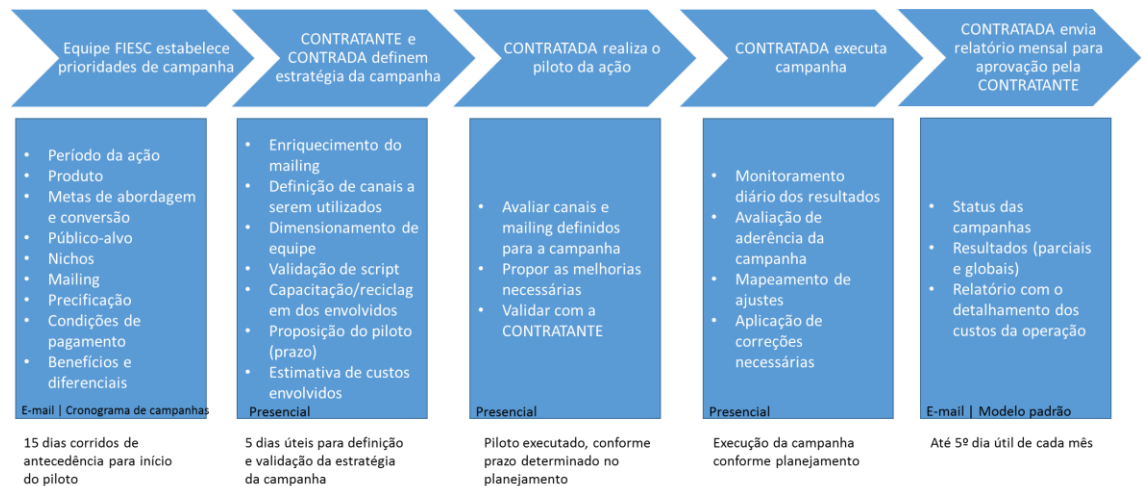 Equipe FIESC estabelece
prioridades de campanha
CONTRATANTE e
CONTRADA definem
estratégia da campanha
CONTRATADA realiza o
piloto da ação
CONTRATADA executa
campanha
CONTRATADA envia
relatório mensal para
aprovação pela
CONTRATANTE
• Período da ação
• Produto
• Metas de abordagem
e conversão
• Público-alvo
• Nichos
• Mailing
• Precificação
• Condições de
pagamento
• Benefícios e
diferenciais
E-mail | Cronograma de campanhas
15 dias corridos de
antecedência para início
do piloto
• Enriquecimento do
mailing
• Definição de canais a
serem utilizados
• Dimensionamento de
equipe
• Validação de script
• Capacitação/reciclag
em dos envolvidos
• Proposição do piloto
(prazo)
• Estimativa de custos
envolvidos
Presencial
5 dias úteis para definição
e validação da estratégia
da campanha
• Avaliar canais e
mailing definidos
para a campanha
• Propor as melhorias
necessárias
• Validar com a
CONTRATANTE
Presencial
Piloto executado, conforme
prazo determinado no
planejamento
• Monitoramento
diário dos resultados
• Avaliação de
aderência da
campanha
• Mapeamento de
ajustes
• Aplicação de
correções
necessárias
Presencial
Execução da campanha
conforme planejamento
• Status das
campanhas
• Resultados (parciais
e globais)
• Relatório com o
detalhamento dos
custos da operação
E-mail | Modelo padrão
Até 5º dia útil de cada mês